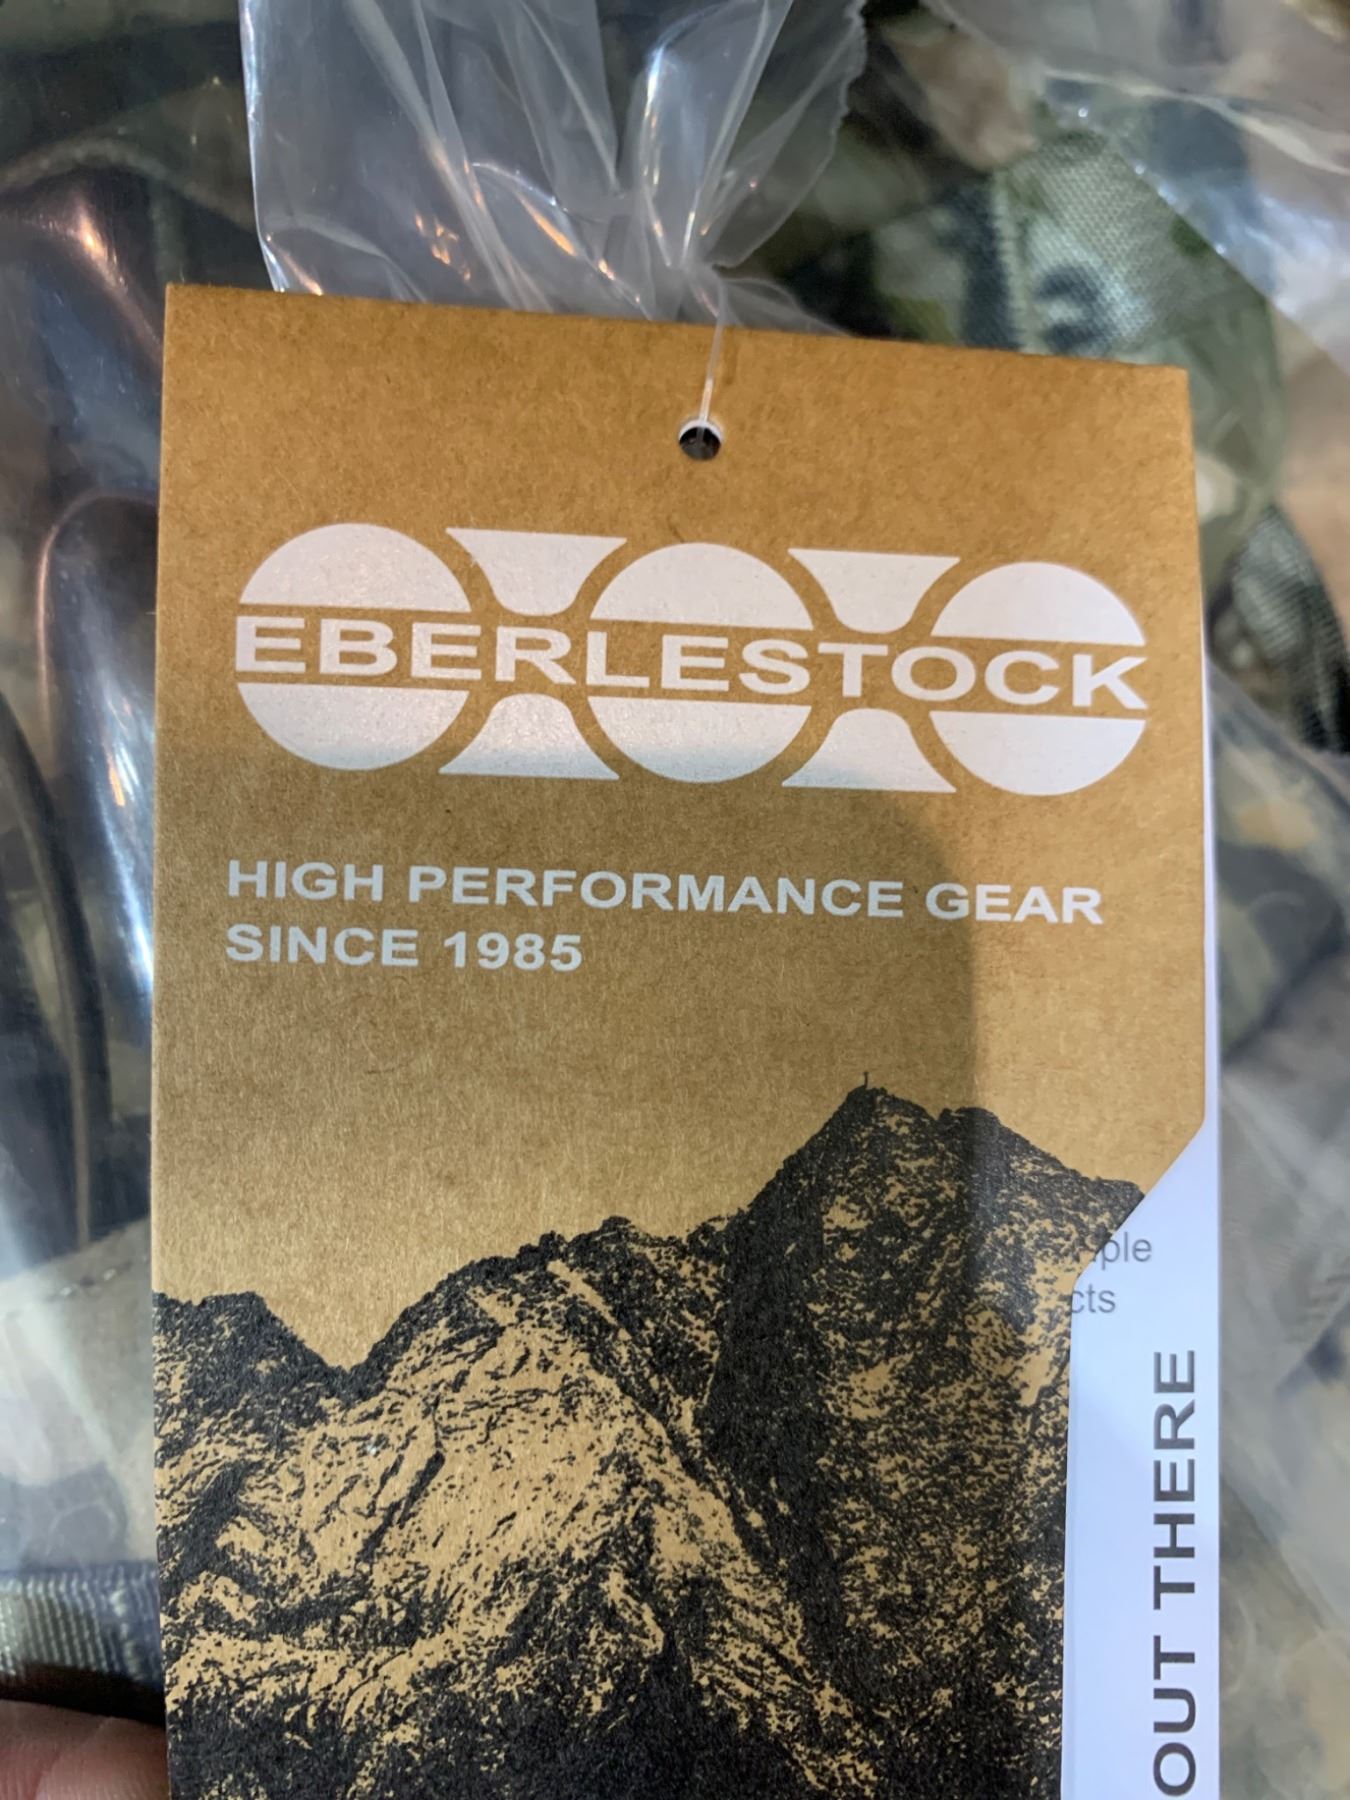 EBERLESTOCK
HIGH PERFORMANCE GEAR
SINCE 1985
OUT THERE